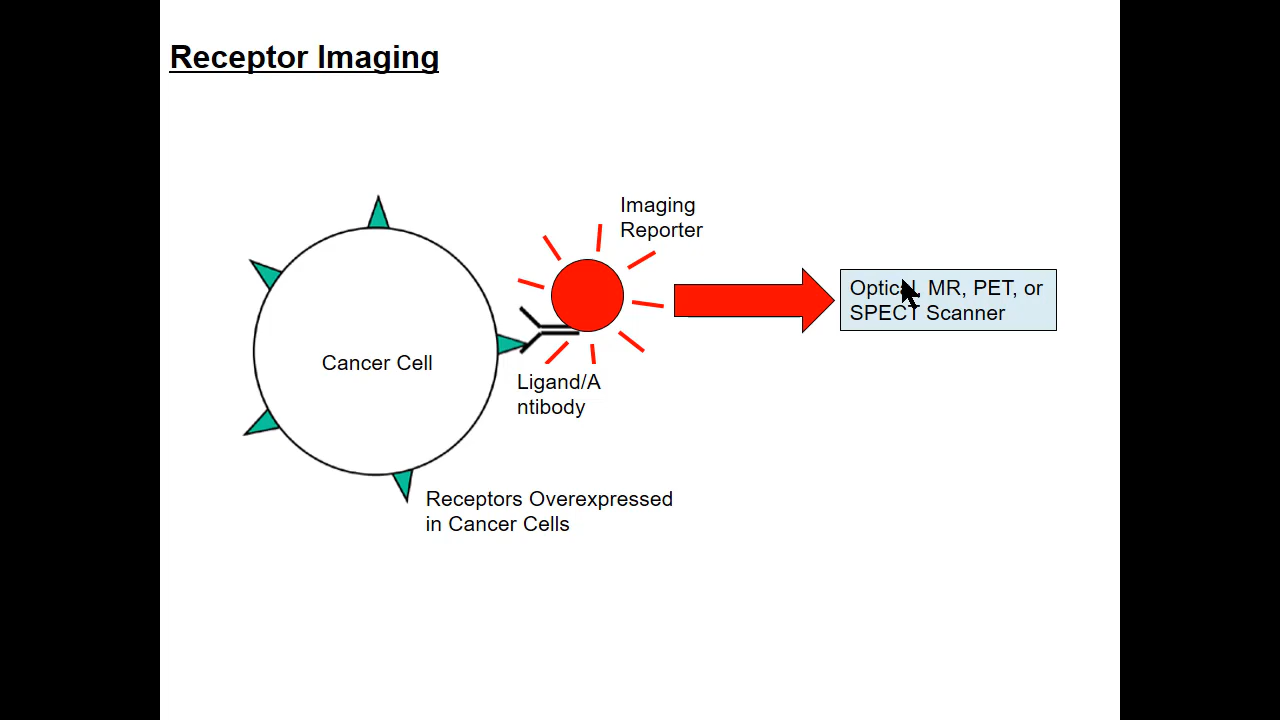 Receptor Imaging
Imaging
Reporter
Optical, MR, PET, or
SPECT Scanner
Cancer Cell
Ligand/A
ntibody
Receptors Overexpressed
in Cancer Cells